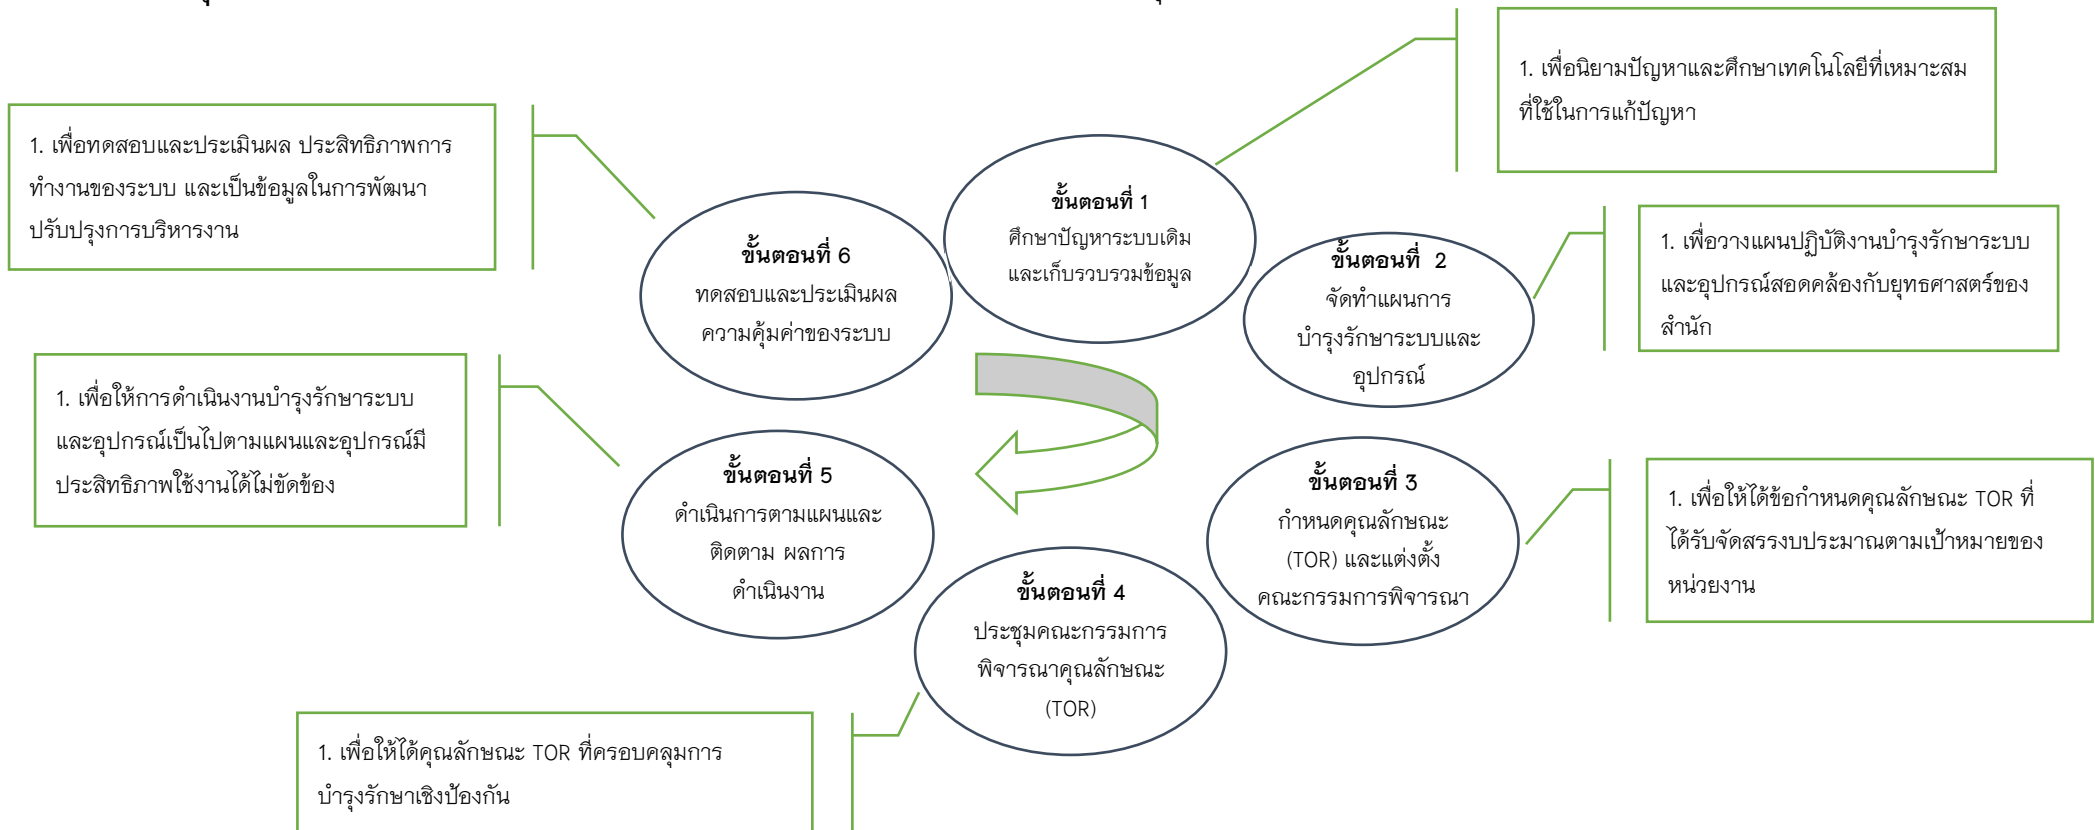 1. เพื่อนิยามปัญหาและศึกษาเทคโนโลยีที่เหมาะสม
ที่ใช้ในการแก้ปัญหา
1. เพื่อทดสอบและประเมินผล ประสิทธิภาพการ
ทำงานของระบบ และเป็นข้อมูลในการพัฒนา
ปรับปรุงการบริหารงาน
ขั้นตอนที่ 1
ศึกษาปัญหาระบบเดิม
และเก็บรวบรวมข้อมูล
ขั้นตอนที่ 6
ทดสอบและประเมินผล
ความคุ้มค่าของระบบ
ขั้นตอนที่ 2
จัดทำแผนการ
บำรุงรักษาระบบและ
อุปกรณ์
1. เพื่อวางแผนปฏิบัติงานบำรุงรักษาระบบ
และอุปกรณ์สอดคล้องกับยุทธศาสตร์ของ
สำนัก
1. เพื่อให้การดำเนินงานบำรุงรักษาระบบ
และอุปกรณ์เป็นไปตามแผนและอุปกรณ์มี
ประสิทธิภาพใช้งานได้ไม่ขัดข้อง
ขั้นตอนที่ 5
ดำเนินการตามแผนและ
ติดตาม ผลการ
ดำเนินงาน
ขั้นตอนที่ 3
กำหนดคุณลักษณะ
(TOR) และแต่งตั้ง
คณะกรรมการพิจารณา
1. เพื่อให้ได้ข้อกำหนดคุณลักษณะ TOR ที่
ได้รับจัดสรรงบประมาณตามเป้าหมายของ
หน่วยงาน
ขั้นตอนที่ 4
ประชุมคณะกรรมการ
พิจารณาคุณลักษณะ
(TOR)
1. เพื่อให้ได้คุณลักษณะ TOR ที่ครอบคลุมการ
บำรุงรักษาเชิงป้องกัน